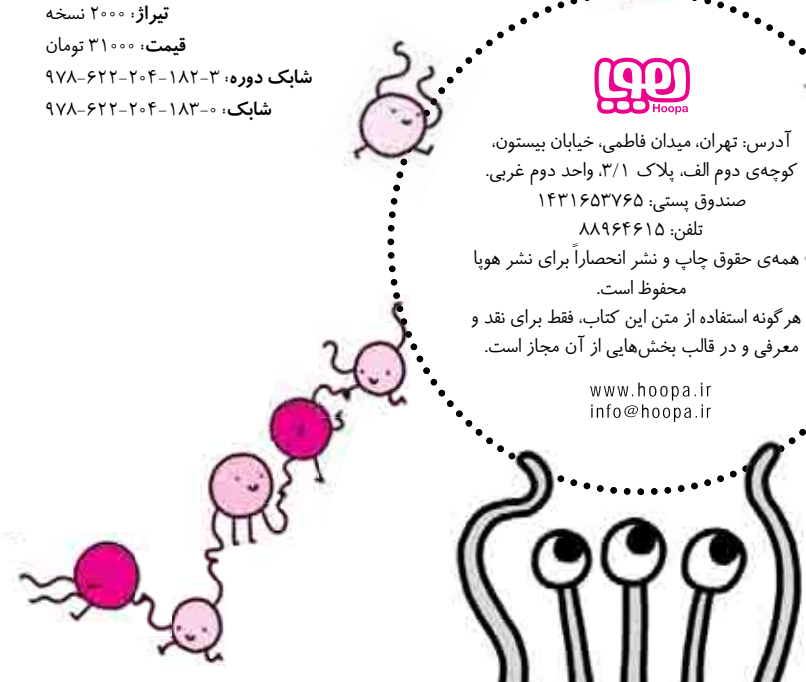 تیراژ: ۲۰۰۰ نسخه
قیمت: ۳۱۰۰۰ تومان
شابک دوره: ۳-۱۸۲-۲۰۴-۶۲۲-۹۷۸
شابک: ۰-۱۸۳-۲۰۴-۶۲۲-۹۷۸
هوپا
Hoopa
آدرس: تهران، میدان فاطمی، خیابان بیستون،
کوچه‌ی دوم الف، پلاک ۳/۱، واحد دوم غربی.
صندوق پستی: ۱۴۳۱۶۵۳۷۶۵
تلفن: ۸۸۹۶۴۶۱۵
همه‌ی حقوق چاپ و نشر انحصاراً برای نشر هوپا
محفوظ است.
هرگونه استفاده از متن این کتاب، فقط برای نقد و
معرفی و در قالب بخش‌هایی از آن مجاز است.
www.hoopa.ir
info@hoopa.ir